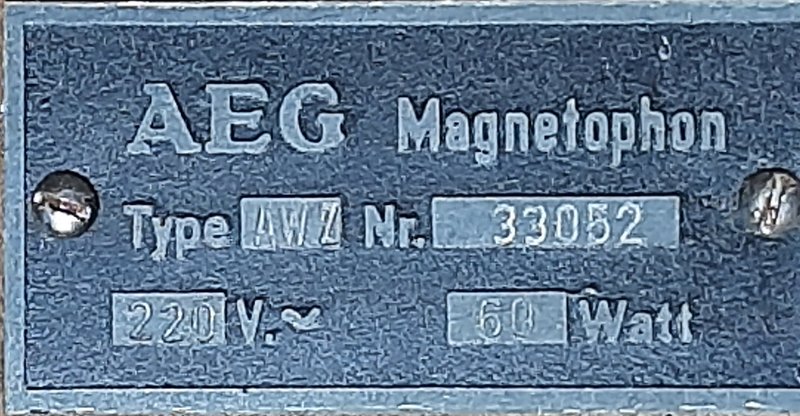 AEG Magnetophon
Type AWZ Nr. 33052
220 V.~ 60 Watt